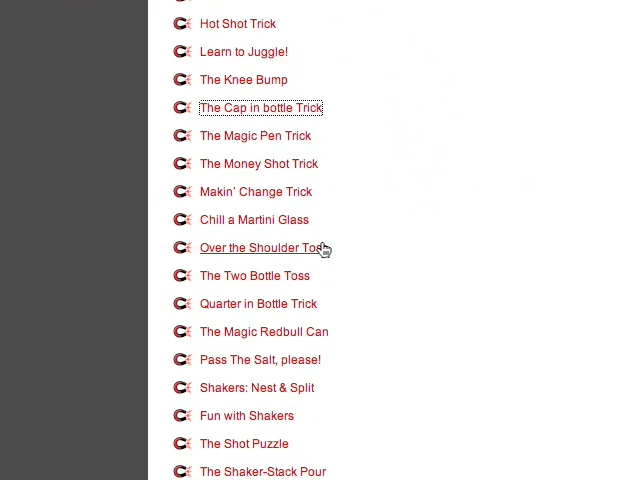 Hot Shot Trick
Learn to Juggle!
The Knee Bump
The Cap in bottle Trick
The Magic Pen Trick
The Money Shot Trick
Makin' Change Trick
Chill a Martini Glass
Over the Shoulder Toss
The Two Bottle Toss
Quarter in Bottle Trick
The Magic Redbull Can
Pass The Salt, please!
Shakers: Nest & Split
Fun with Shakers
The Shot Puzzle
The Shaker-Stack Pour